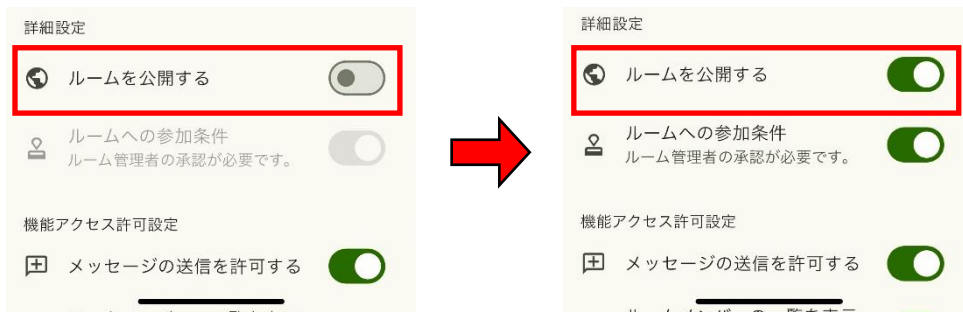 詳細設定
ルームを公開する
ルームへの参加条件
ルーム管理者の承認が必要です。
機能アクセス許可設定
メッセージの送信を許可する
詳細設定
ルームを公開する
ルームへの参加条件
ルーム管理者の承認が必要です。
機能アクセス許可設定
メッセージの送信を許可する